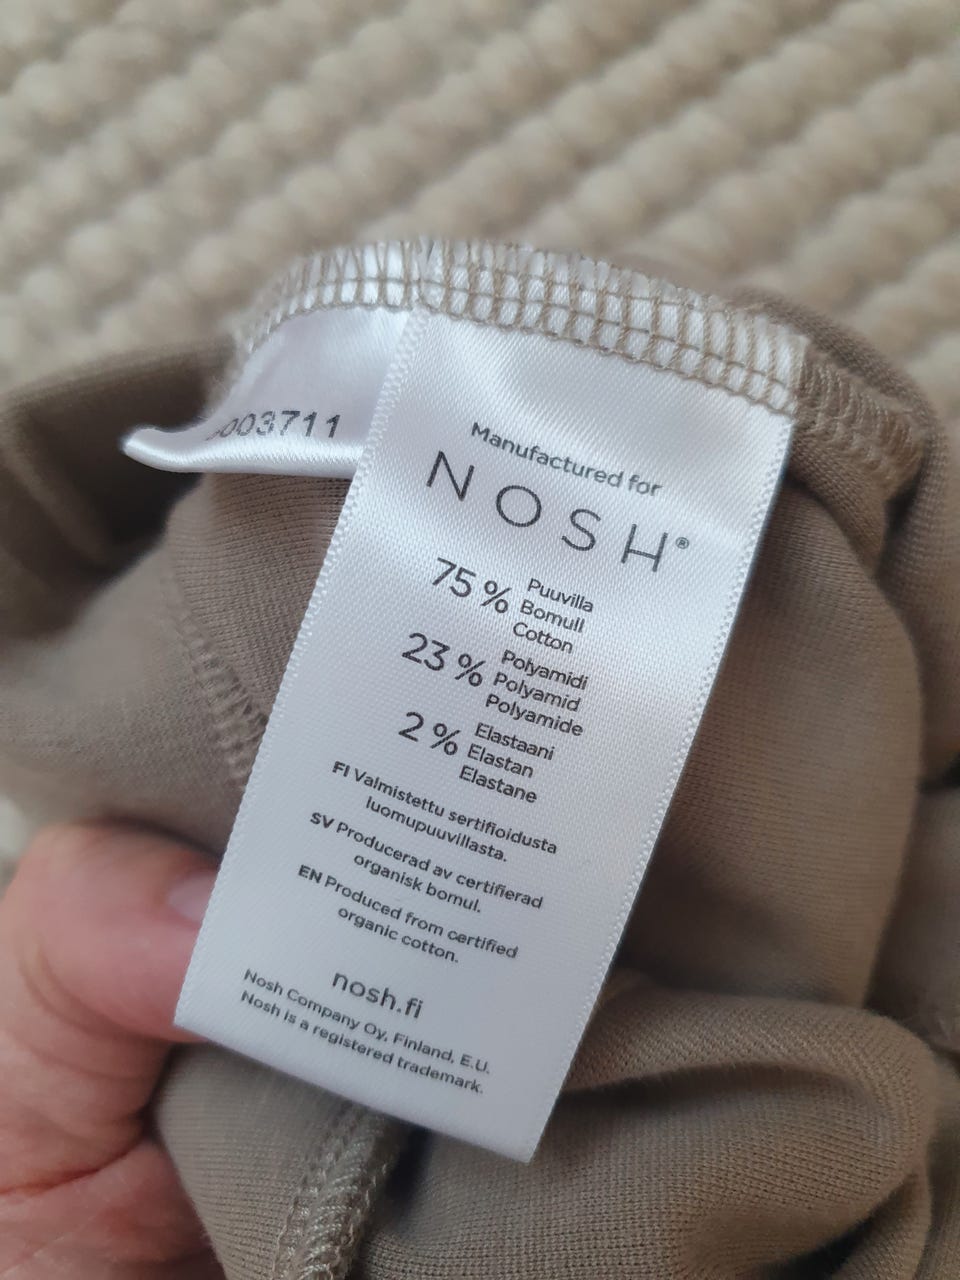 003711
Manufactured for
NOSH®
75 % Puuvilla
Bomull
Cotton
23 % Polyamidi
Polyamid
Polyamide
2 % Elastaani
Elastan
Elastane
FI Valmistettu sertifioidusta
luomupuuvillasta.
SV Producerad av certifierad
organisk bomul.
EN Produced from certified
organic cotton.
nosh.fi
Nosh Company Oy, Finland, E.U.
Nosh is a registered trademark.